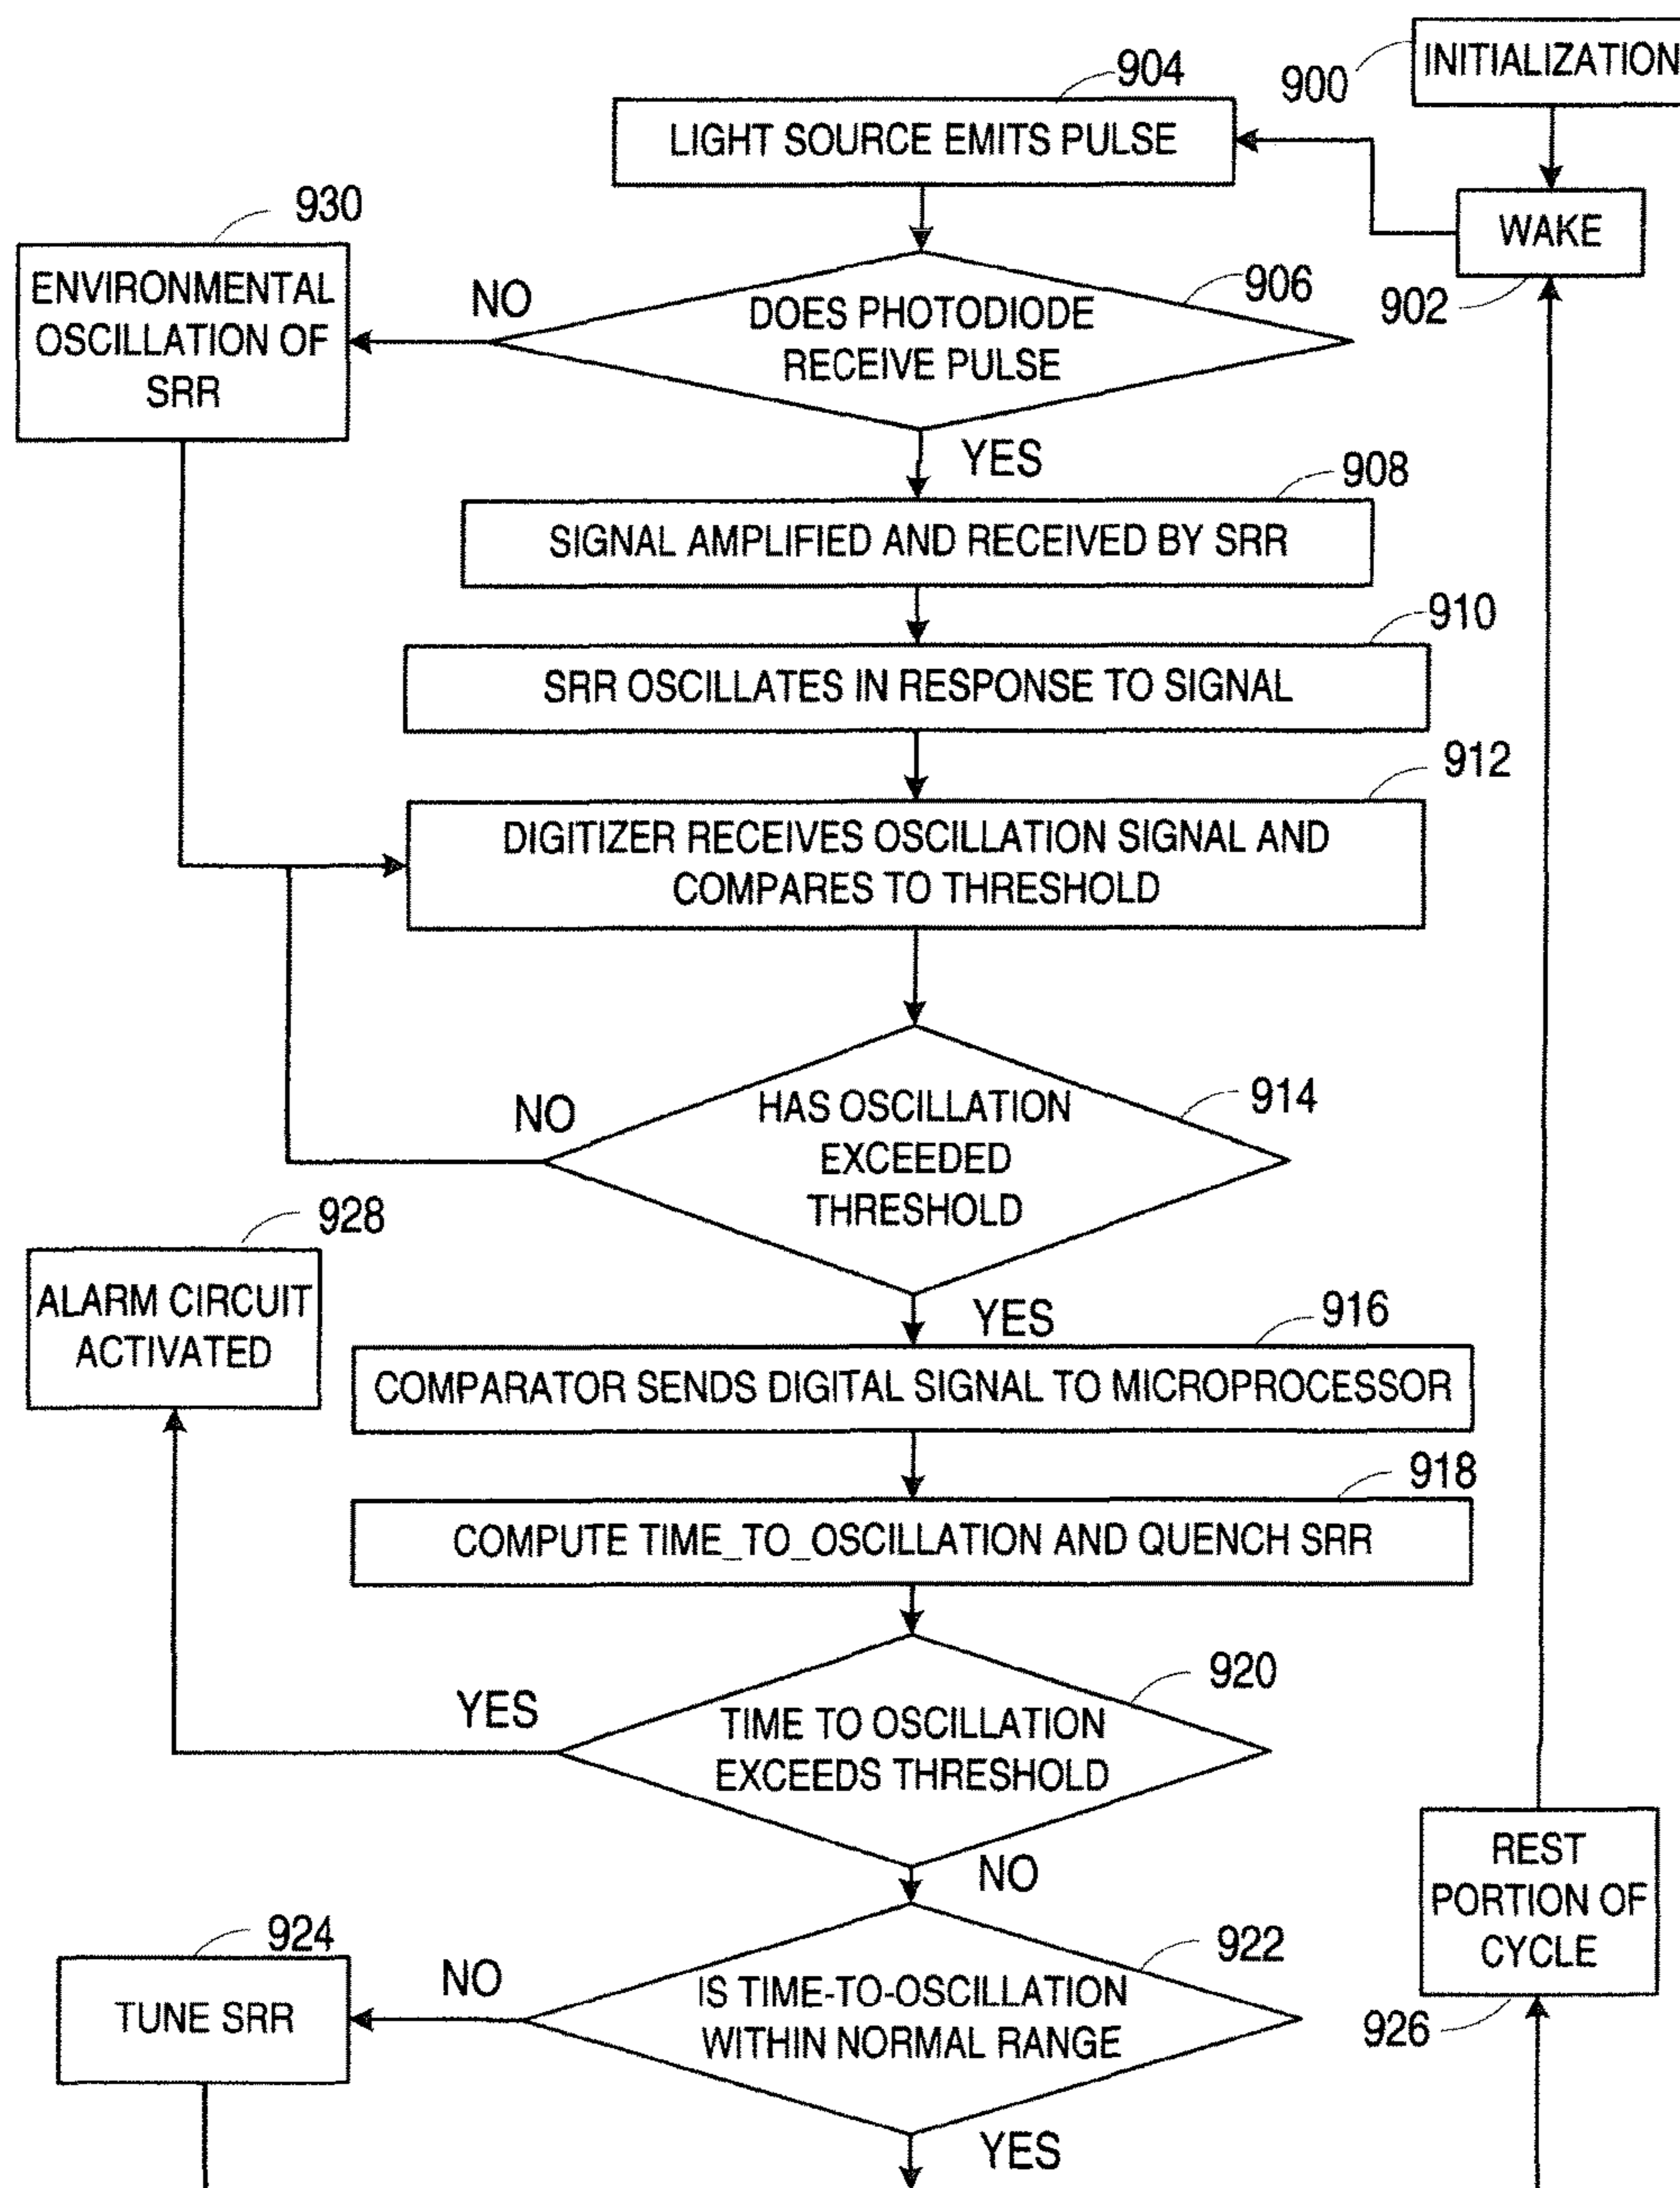 900
INITIALIZATION
904
LIGHT SOURCE EMITS PULSE
WAKE
902
930
ENVIRONMENTAL
OSCILLATION OF
SRR
NO
906
DOES PHOTODIODE
RECEIVE PULSE
YES
908
SIGNAL AMPLIFIED AND RECEIVED BY SRR
910
SRR OSCILLATES IN RESPONSE TO SIGNAL
912
DIGITIZER RECEIVES OSCILLATION SIGNAL AND
COMPARES TO THRESHOLD
NO
914
HAS OSCILLATION
EXCEEDED
THRESHOLD
928
ALARM CIRCUIT
ACTIVATED
YES
916
COMPARATOR SENDS DIGITAL SIGNAL TO MICROPROCESSOR
918
COMPUTE TIME_TO_OSCILLATION AND QUENCH SRR
YES
920
TIME TO OSCILLATION
EXCEEDS THRESHOLD
NO
REST
PORTION OF
CYCLE
926
924
TUNE SRR
NO
922
IS TIME-TO-OSCILLATION
WITHIN NORMAL RANGE
YES